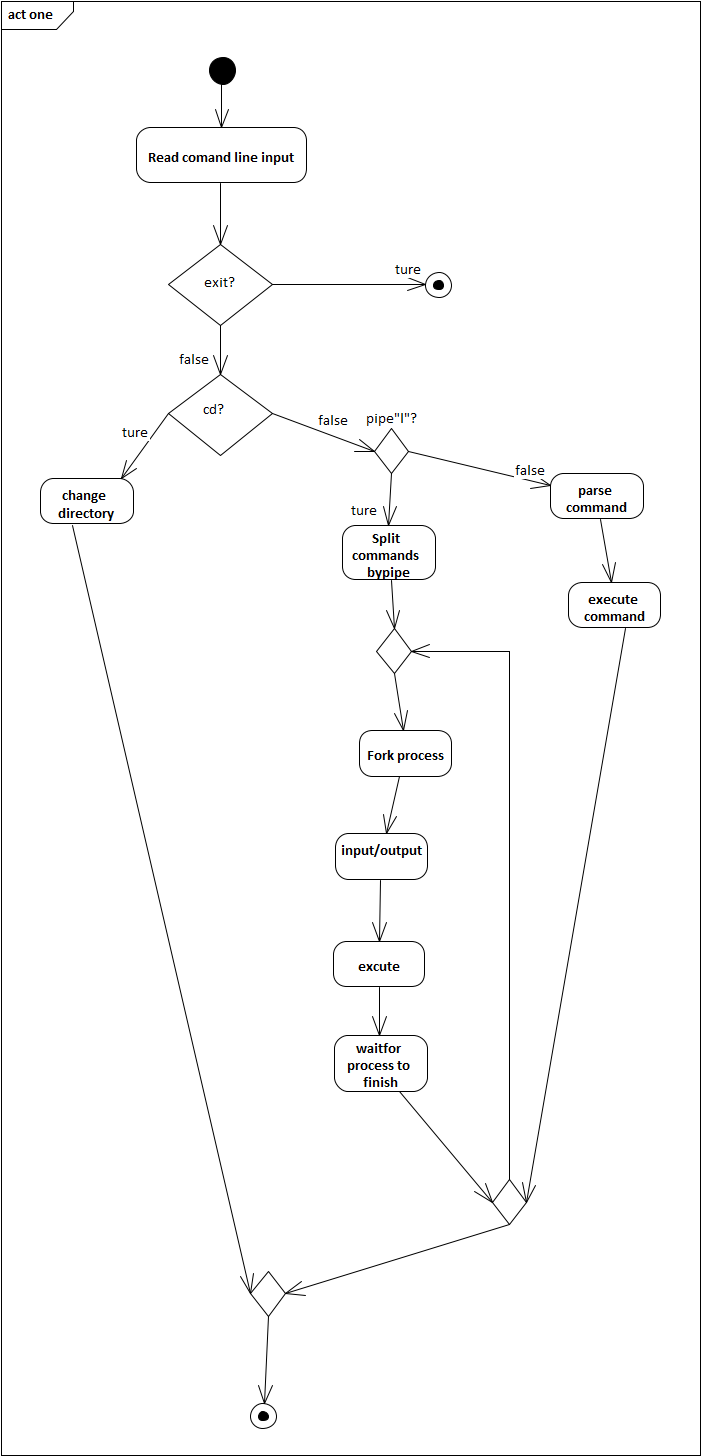 act one
Read comand line input
exit?
ture
false
cd?
ture
false
pipe"l"?
false
ture
change
directory
parse
command
Split
commands
bypipe
execute
command
Fork process
input/output
excute
waitfor
process to
finish